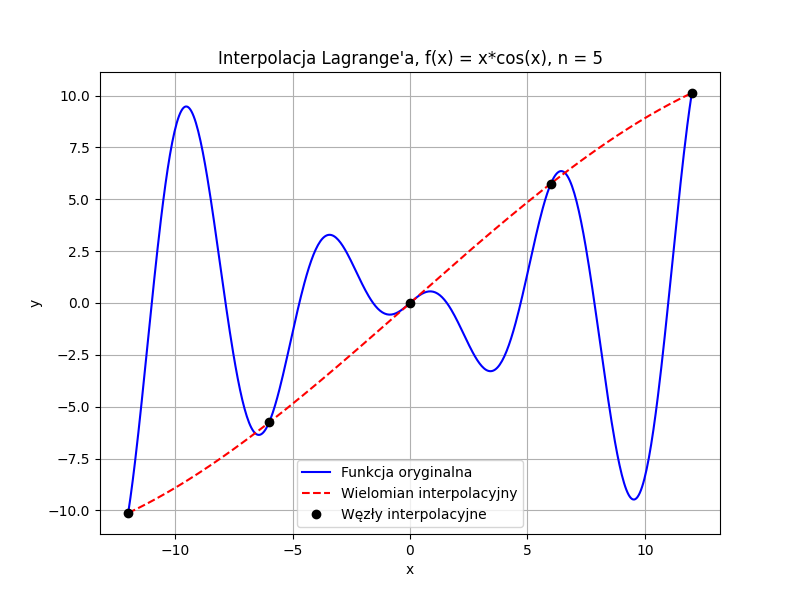 Interpolacja Lagrange'a, f(x) = x*cos(x), n = 5
10.0
7.5
5.0
2.5
0.0
−2.5
−5.0
−7.5
−10.0
y
Funkcja oryginalna
Wielomian interpolacyjny
Węzły interpolacyjne
−10
−5
0
5
10
x